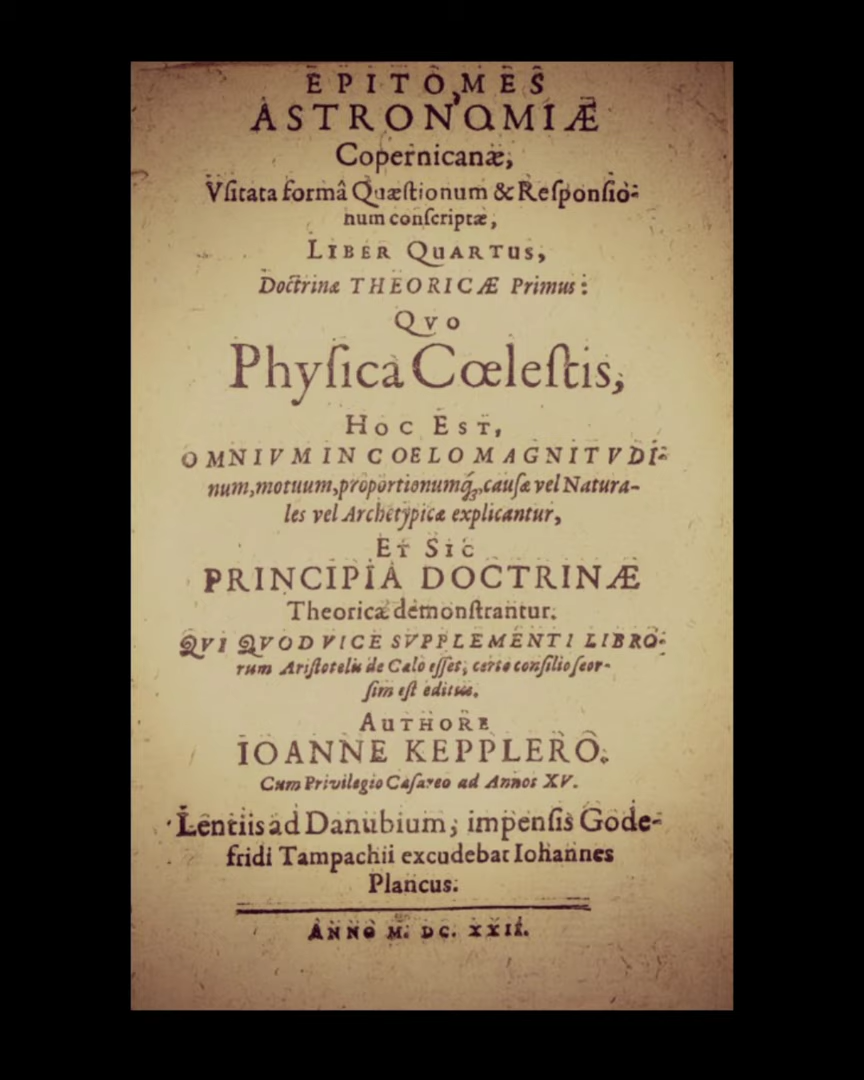 EPITOMES
ASTRONOMIÆ
Copernicanæ,
Vſitata formâ Quæſtionum & Reſponſio-
num conſcriptæ,
LIBER QUARTUS,
Doctrinæ THEORICÆ Primus:
QVO
Phyſica Cœleſtis,
HOC EST,
OMNIVM IN COELO MAGNITVDI-
num, motuum, proportionumq́;, cauſæ vel Natura-
les vel Archetypicæ explicantur,
ET SIC
PRINCIPIA DOCTRINÆ
Theoricæ demonſtrantur.
QVI QVOD VICE SVPPLEMENTI LIBRO-
rum Ariſtotelis de Cælo eſſet, certo conſilio ſeor-
ſim eſt editus.
AUTHORE
IOANNE KEPPLERO.
Cum Privilegio Cæſareo ad Annos XV.
Lentiis ad Danubium, impenſis Gode-
fridi Tampachii excudebat Iohannes
Plancus.
ANNO M. DC. XXII.